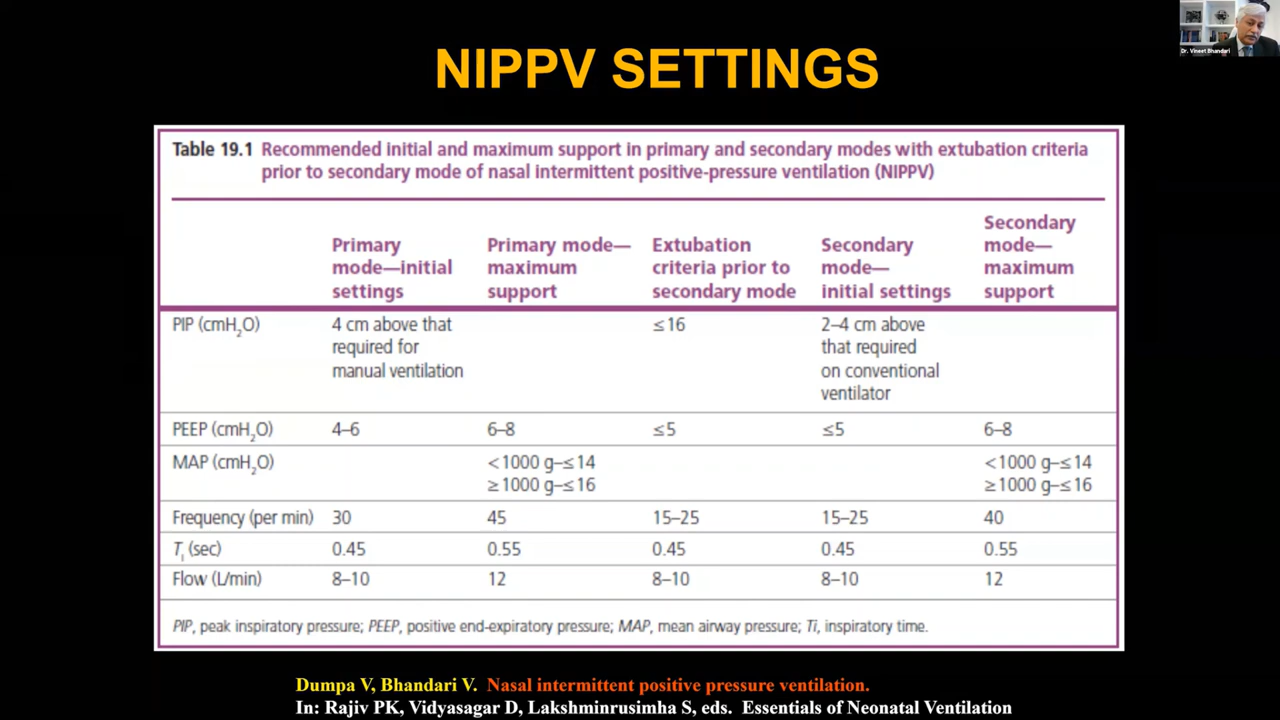 Dr. Vineet Bhandari
NIPPV SETTINGS
Table 19.1 Recommended initial and maximum support in primary and secondary modes with extubation criteria
prior to secondary mode of nasal intermittent positive-pressure ventilation (NIPPV)
Primary mode—initial settings
Primary mode—maximum support
Extubation criteria prior to secondary mode
Secondary mode—initial settings
Secondary mode—maximum support
PIP (cmH₂O) 4 cm above that required for manual ventilation ≤16 2–4 cm above that required on conventional ventilator
PEEP (cmH₂O) 4–6 6–8 ≤5 ≤5 6–8
MAP (cmH₂O) <1000 g–≤14 <1000 g–≤14
≥1000 g–≤16 ≥1000 g–≤16
Frequency (per min) 30 45 15–25 15–25 40
Tᵢ (sec) 0.45 0.55 0.45 0.45 0.55
Flow (L/min) 8–10 12 8–10 8–10 12
PIP, peak inspiratory pressure; PEEP, positive end-expiratory pressure; MAP, mean airway pressure; Ti, inspiratory time.
Dumpa V, Bhandari V. Nasal intermittent positive pressure ventilation.
In: Rajiv PK, Vidyasagar D, Lakshminrusimha S, eds. Essentials of Neonatal Ventilation